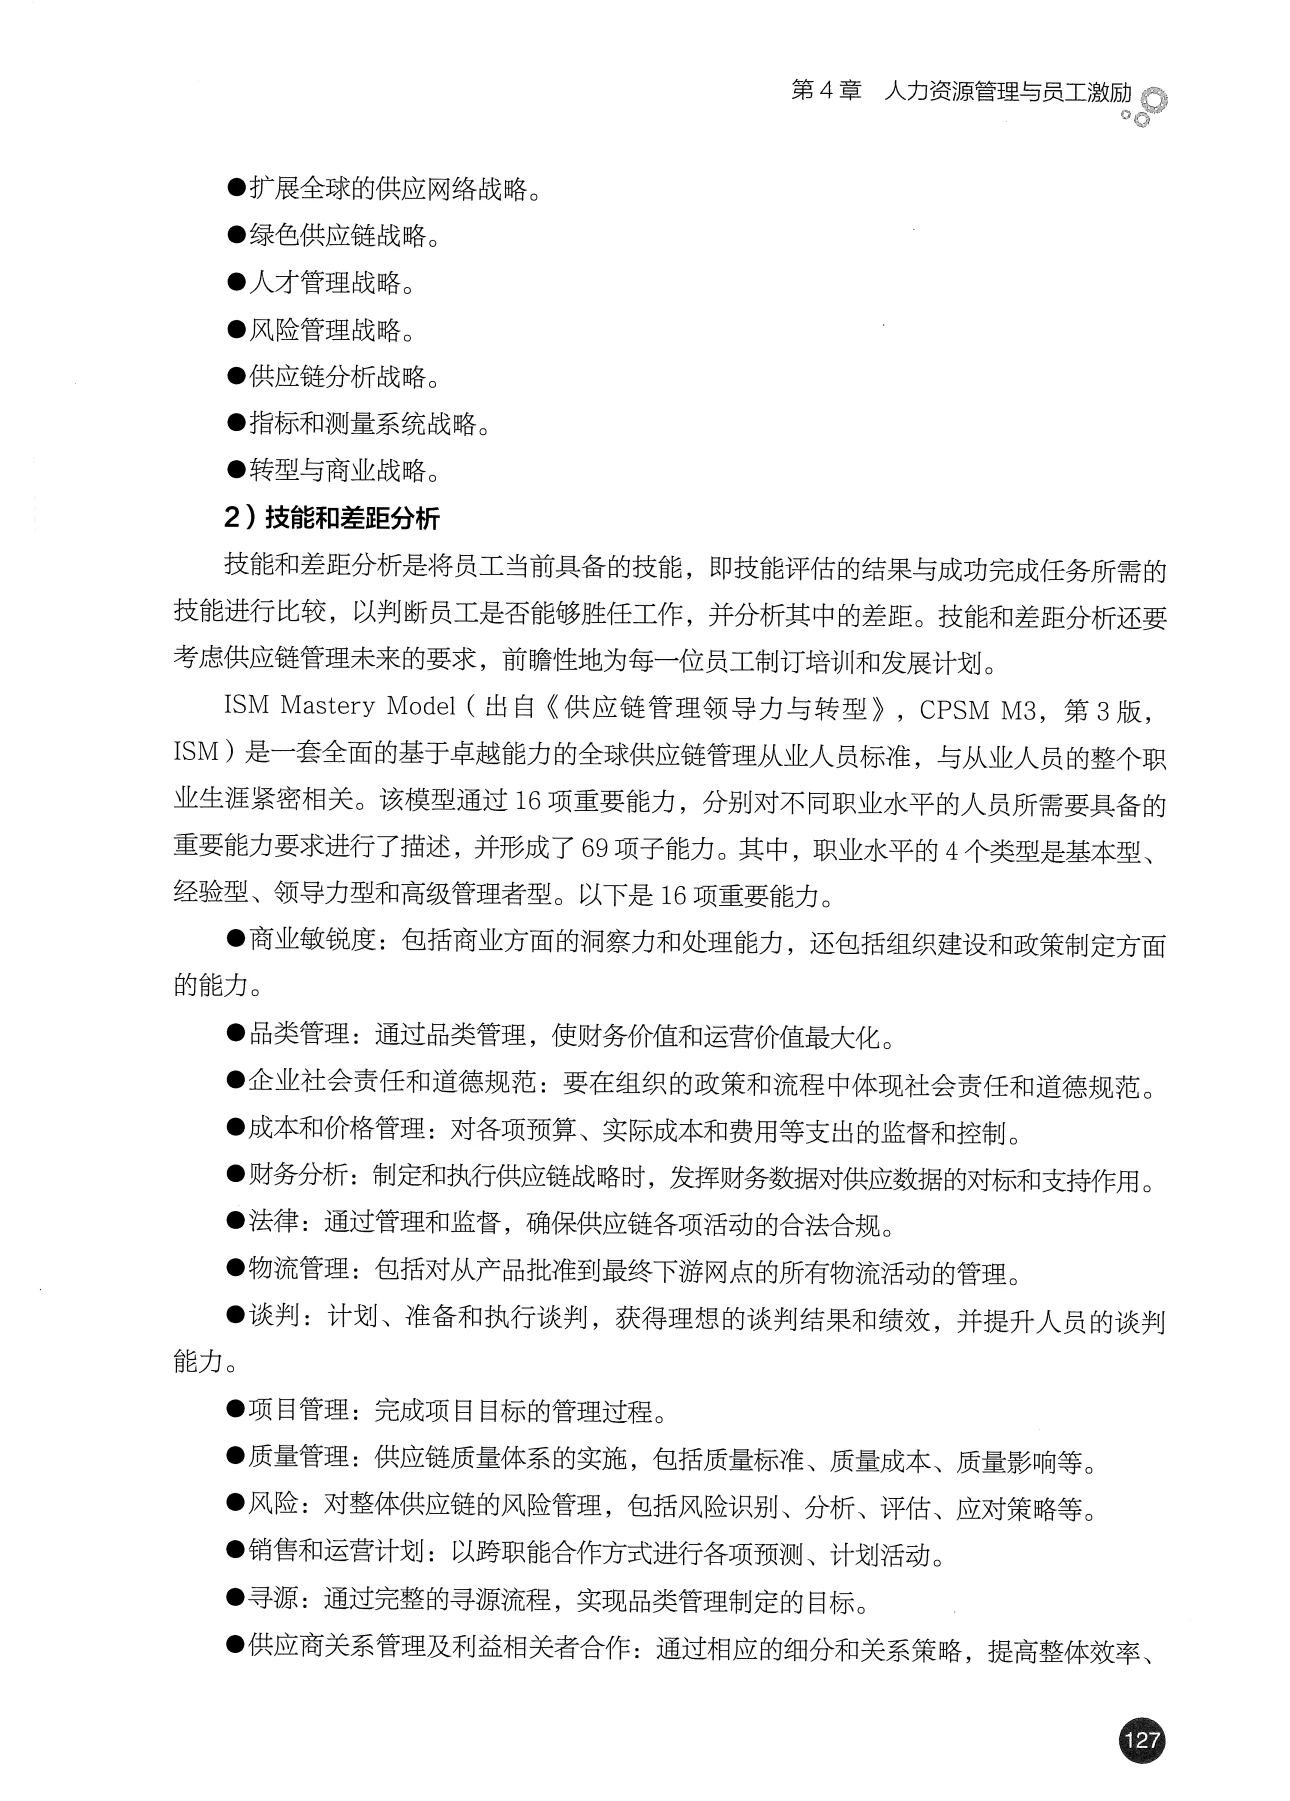 第4章 人力资源管理与员工激励
●扩展全球的供应网络战略。
●绿色供应链战略。
●人才管理战略。
●风险管理战略。
●供应链分析战略。
●指标和测量系统战略。
●转型与商业战略。
2）技能和差距分析
技能和差距分析是将员工当前具备的技能，即技能评估的结果与成功完成任务所需的
技能进行比较，以判断员工是否能够胜任工作，并分析其中的差距。技能和差距分析还要
考虑供应链管理未来的要求，前瞻性地为每一位员工制订培训和发展计划。
ISM Mastery Model（出自《供应链管理领导力与转型》，CPSM M3，第3版，
ISM）是一套全面的基于卓越能力的全球供应链管理从业人员标准，与从业人员的整个职
业生涯紧密相关。该模型通过16项重要能力，分别对不同职业水平的人员所需要具备的
重要能力要求进行了描述，并形成了69项子能力。其中，职业水平的4个类型是基本型、
经验型、领导力型和高级管理者型。以下是16项重要能力。
●商业敏锐度：包括商业方面的洞察力和处理能力，还包括组织建设和政策制定方面
的能力。
●品类管理：通过品类管理，使财务价值和运营价值最大化。
●企业社会责任和道德规范：要在组织的政策和流程中体现社会责任和道德规范。
●成本和价格管理：对各项预算、实际成本和费用等支出的监督和控制。
●财务分析：制定和执行供应链战略时，发挥财务数据对供应数据的对标和支持作用。
●法律：通过管理和监督，确保供应链各项活动的合法合规。
●物流管理：包括对从产品批准到最终下游网点的所有物流活动的管理。
●谈判：计划、准备和执行谈判，获得理想的谈判结果和绩效，并提升人员的谈判
能力。
●项目管理：完成项目目标的管理过程。
●质量管理：供应链质量体系的实施，包括质量标准、质量成本、质量影响等。
●风险：对整体供应链的风险管理，包括风险识别、分析、评估、应对策略等。
●销售和运营计划：以跨职能合作方式进行各项预测、计划活动。
●寻源：通过完整的寻源流程，实现品类管理制定的目标。
●供应商关系管理及利益相关者合作：通过相应的细分和关系策略，提高整体效率、
127